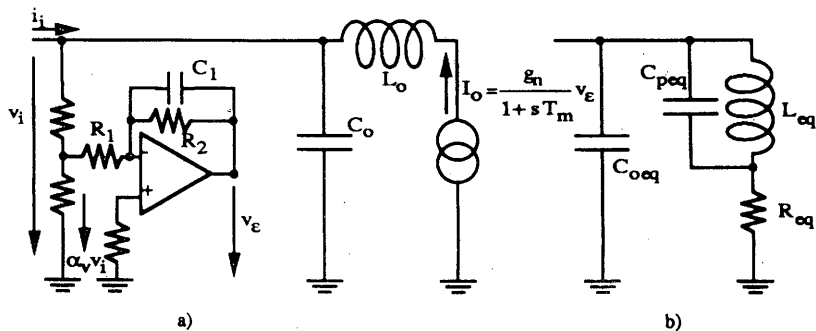 i_i
v_i
R_1
C_1
R_2
-
+
α_v v_i
v_ε
L_o
C_o
I_o = g_n / (1 + s T_m) v_ε
C_peq
L_eq
C_oeq
R_eq
a)
b)